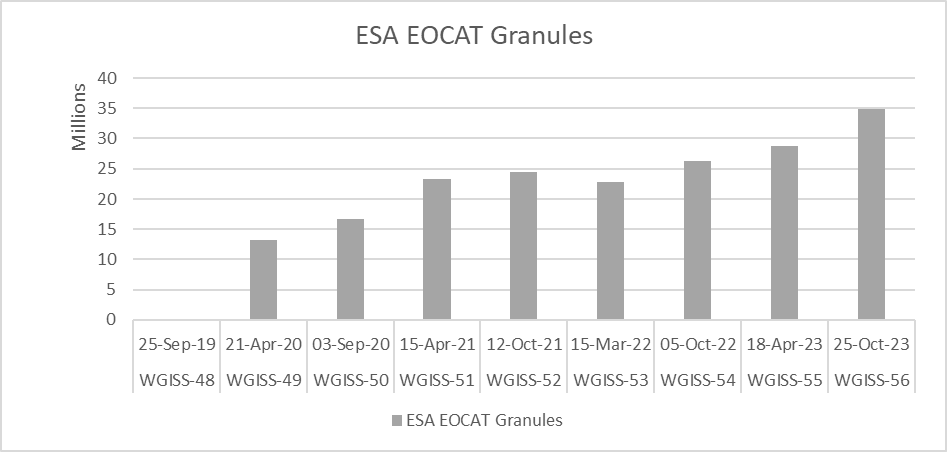 ESA EOCAT Granules
Millions
40
35
30
25
20
15
10
5
0
25-Sep-19 21-Apr-20 03-Sep-20 15-Apr-21 12-Oct-21 15-Mar-22 05-Oct-22 18-Apr-23 25-Oct-23
WGISS-48 WGISS-49 WGISS-50 WGISS-51 WGISS-52 WGISS-53 WGISS-54 WGISS-55 WGISS-56
ESA EOCAT Granules